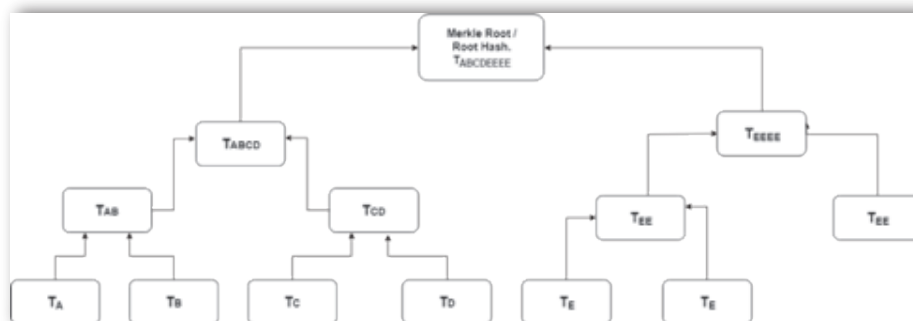 Merkle Root /
Root Hash.
TABCDEEEE
TABCD
TEEEE
TAB
TCD
TEE
TEE
TA
TB
TC
TD
TE
TE